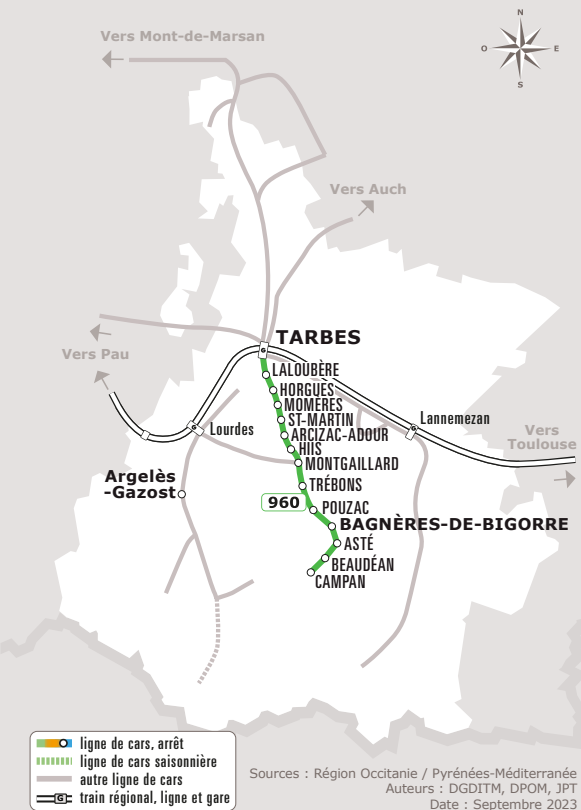 N
Vers Mont-de-Marsan
O
E
S
Vers Auch
TARBES
Vers Pau
LALOUBÈRE
HORGUES
MOMÈRES
ST-MARTIN
Lannemezan
Lourdes
ARCIZAC-ADOUR
Vers
Toulouse
HIIS
MONTGAILLARD
Argelès
-Gazost
TRÉBONS
960
POUZAC
BAGNÈRES-DE-BIGORRE
ASTÉ
BEAUDÉAN
CAMPAN
ligne de cars, arrêt
ligne de cars saisonnière
autre ligne de cars
train régional, ligne et gare
Sources : Région Occitanie / Pyrénées-Méditerranée
Auteurs : DGDITM, DPOM, JPT
Date : Septembre 2023